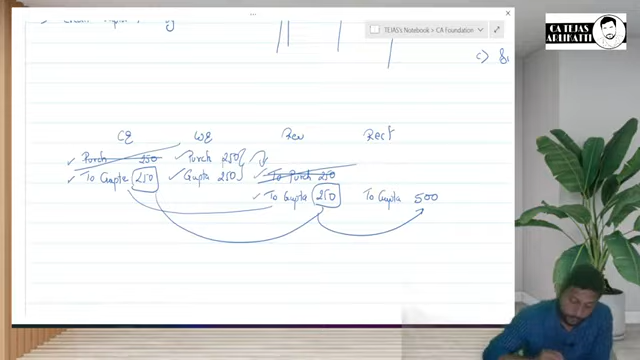 TEJAS's Notebook > CA Foundation
CA TEJAS
c)
CE WE Rev Rect
✓ Purch 250 ✓ Purch 250
✓ To Gupta 250 ✓ Gupta 250 ✓ To Purch 250
✓ To Gupta 250 To Gupta 500